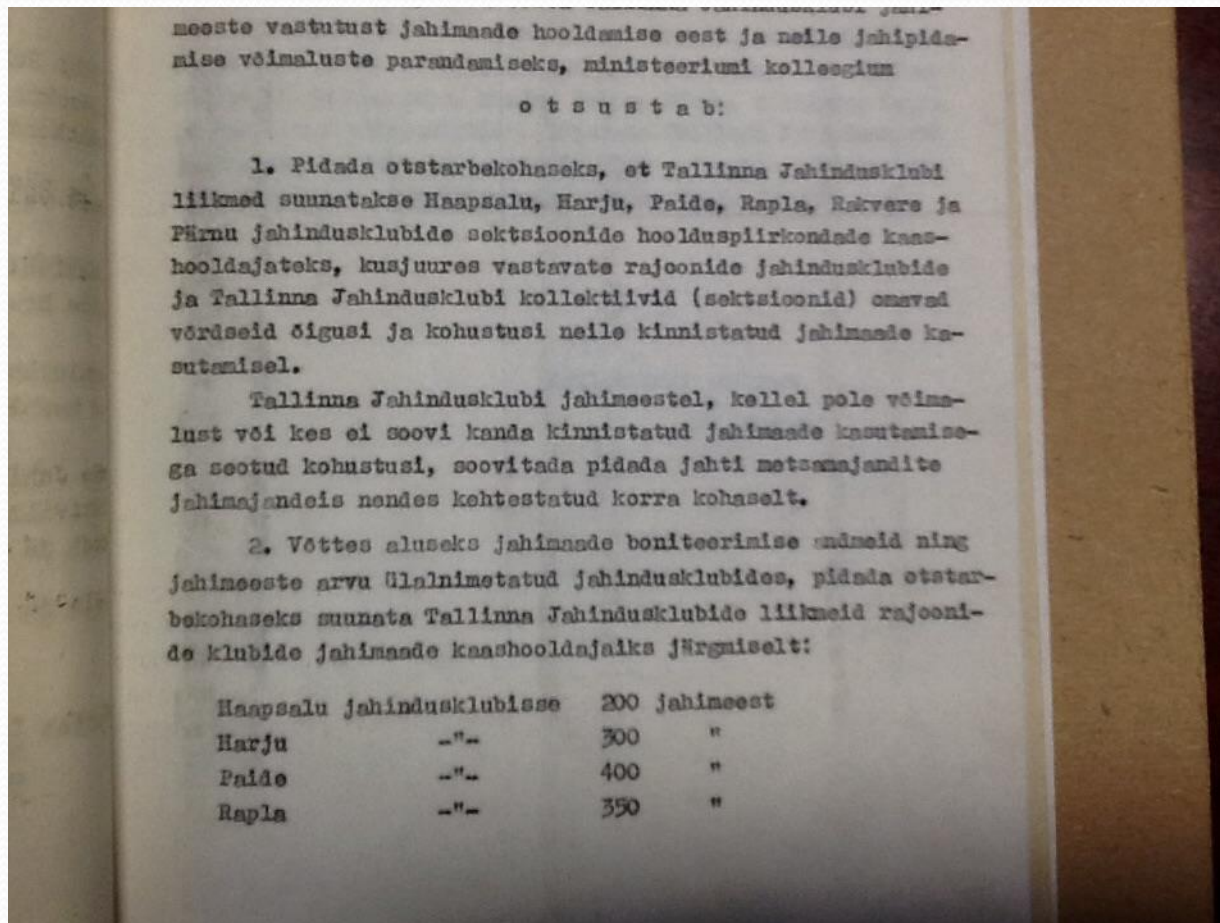 meeste vastutust jahimaade hooldamise eest ja neile jahipida-
mise võimaluste parandamiseks, ministeeriumi kolleegium
o t s u s t a b:
1. Pidada otstarbekohaseks, et Tallinna Jahindusklubi
liikmed suunatakse Haapsalu, Harju, Paide, Rapla, Rakvere ja
Pärnu jahindusklubide sektsioonide hoolduspiirkondade kaas-
hooldajateks, kusjuures vastavate rajoonide jahindusklubide
ja Tallinna Jahindusklubi kollektiivid (sektsioonid) omavad
võrdseid õigusi ja kohustusi neile kinnistatud jahimaade ka-
sutamisel.
Tallinna Jahindusklubi jahimeestel, kellel pole võima-
lust või kes ei soovi kanda kinnistatud jahimaade kasutamise-
ga seotud kohustusi, soovitada pidada jahti metsamajandite
jahimajandeis nendes kehtestatud korra kohaselt.
2. Võttes aluseks jahimaade boniteerimise andmeid ning
jahimeeste arvu ülalnimetatud jahindusklubides, pidada otstar-
bekohaseks suunata Tallinna Jahindusklubide liikmeid rajooni-
de klubide jahimaade kaashooldajaiks järgmiselt:
Haapsalu jahindusklubisse 200 jahimeest
Harju -"- 300 "
Paide -"- 400 "
Rapla -"- 350 "